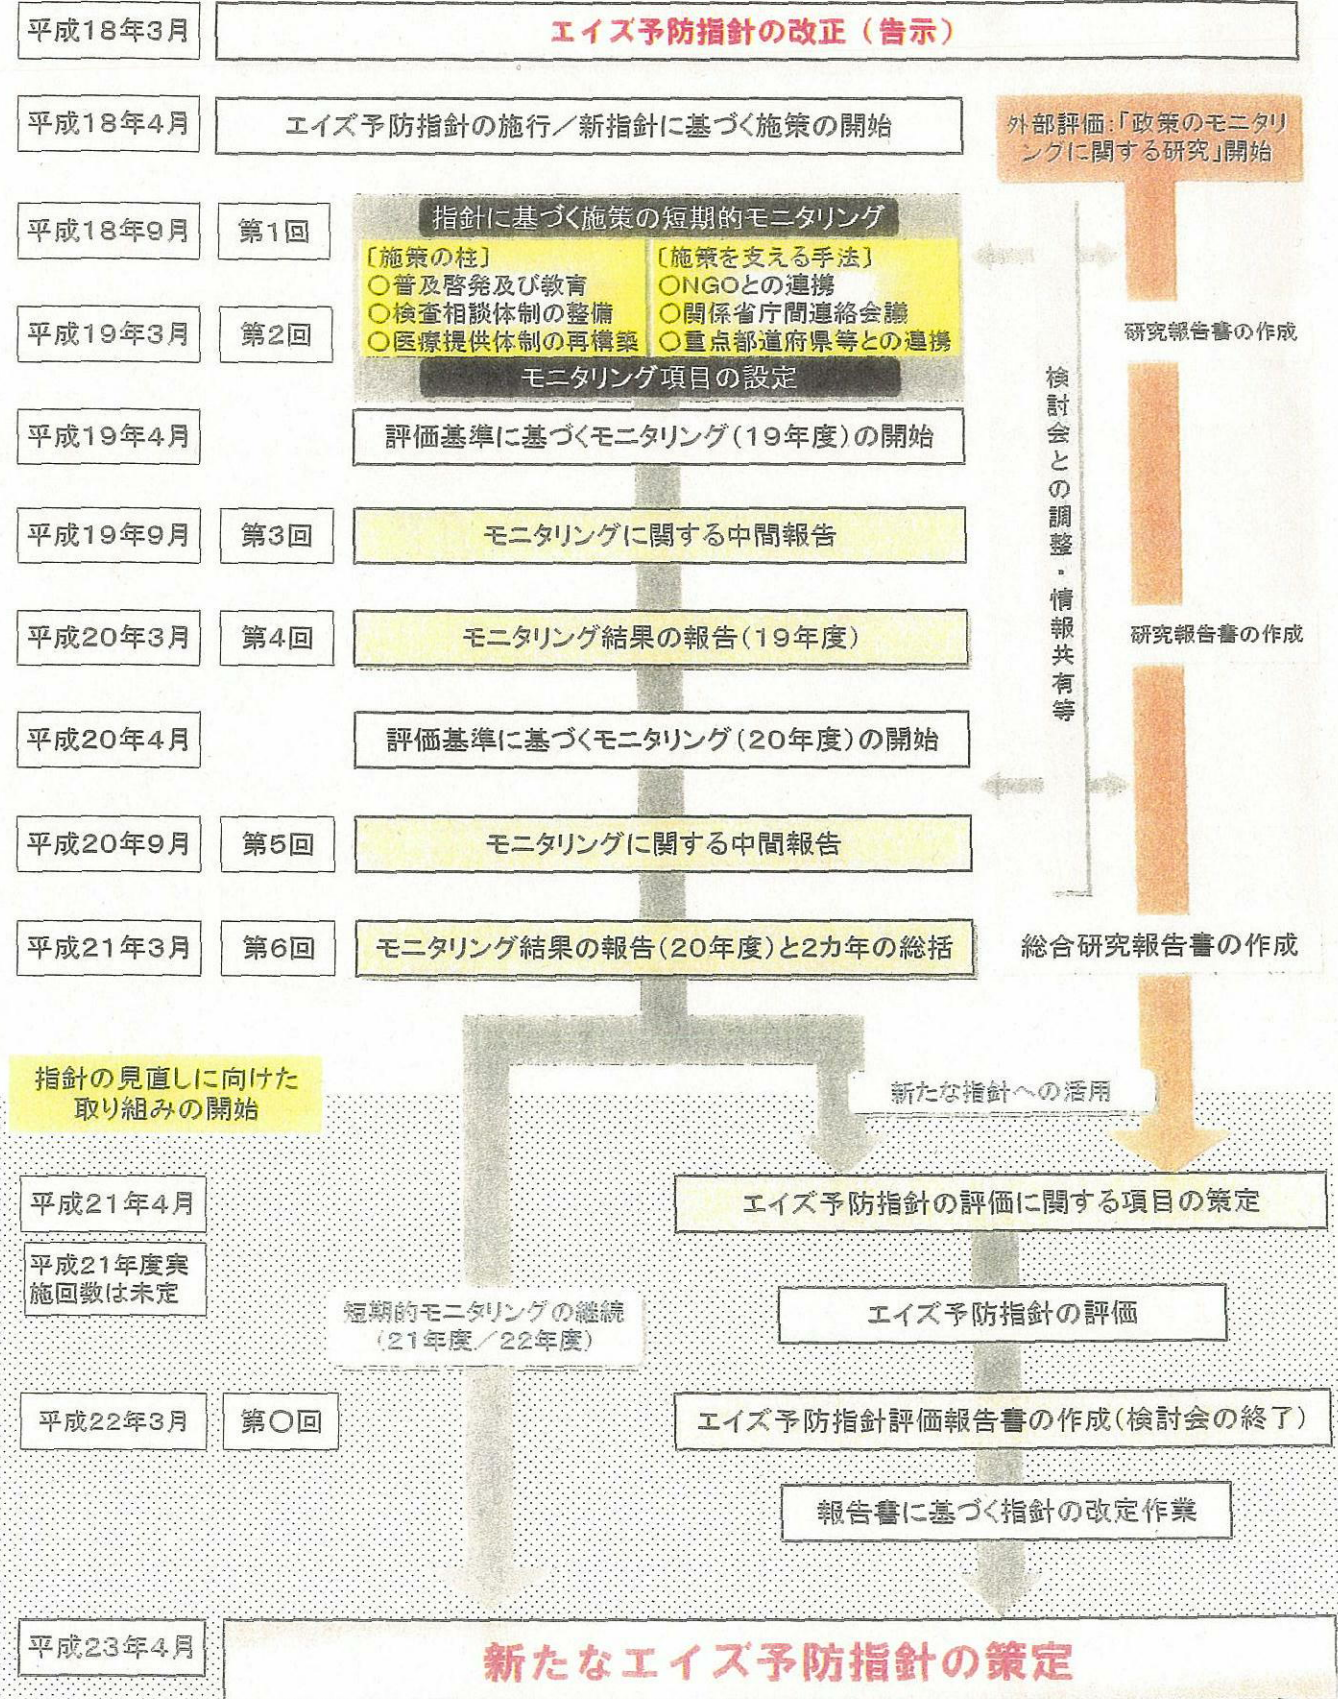 平成18年3月
エイズ予防指針の改正(告示)
平成18年4月
エイズ予防指針の施行/新指針に基づく施策の開始
外部評価:「政策のモニタリ
ングに関する研究」開始
平成18年9月
第1回
指針に基づく施策の短期的モニタリング
〔施策の柱〕
○普及啓発及び教育
○検査相談体制の整備
○医療提供体制の再構築
〔施策を支える手法〕
○NGOとの連携
○関係省庁間連絡会議
○重点都道府県等との連携
平成19年3月
第2回
モニタリング項目の設定
研究報告書の作成
検討会との調整・情報共有等
平成19年4月
評価基準に基づくモニタリング(19年度)の開始
平成19年9月
第3回
モニタリングに関する中間報告
平成20年3月
第4回
モニタリング結果の報告(19年度)
研究報告書の作成
平成20年4月
評価基準に基づくモニタリング(20年度)の開始
平成20年9月
第5回
モニタリングに関する中間報告
平成21年3月
第6回
モニタリング結果の報告(20年度)と2カ年の総括
総合研究報告書の作成
指針の見直しに向けた
取り組みの開始
新たな指針への活用
平成21年4月
エイズ予防指針の評価に関する項目の策定
平成21年度実
施回数は未定
短期的モニタリングの継続
(21年度/22年度)
エイズ予防指針の評価
平成22年3月
第〇回
エイズ予防指針評価報告書の作成(検討会の終了)
報告書に基づく指針の改定作業
平成23年4月
新たなエイズ予防指針の策定